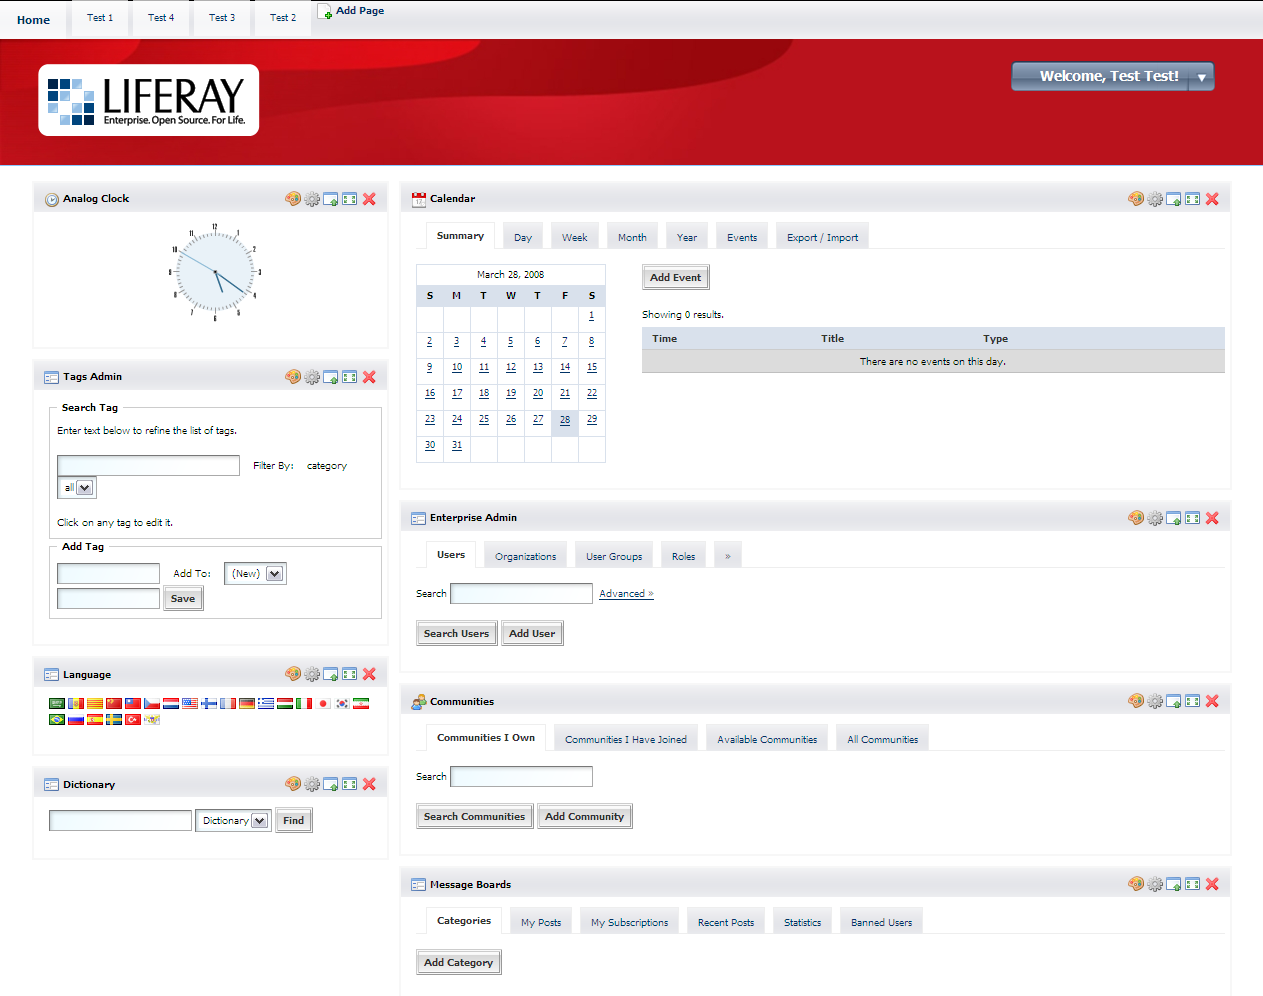 Home Test 1 Test 4 Test 3 Test 2 Add Page
LIFERAY
Enterprise. Open Source. For Life.
Welcome, Test Test!
Analog Clock
12
1
2
3
4
5
6
7
8
9
10
11
Tags Admin
Search Tag
Enter text below to refine the list of tags.
Filter By: category
all
Click on any tag to edit it.
Add Tag
Add To: (New)
Save
Language
Dictionary
Dictionary Find
Calendar
Summary Day Week Month Year Events Export / Import
March 28, 2008
S M T W T F S
1
2 3 4 5 6 7 8
9 10 11 12 13 14 15
16 17 18 19 20 21 22
23 24 25 26 27 28 29
30 31
Add Event
Showing 0 results.
Time Title Type
There are no events on this day.
Enterprise Admin
Users Organizations User Groups Roles »
Search Advanced »
Search Users Add User
Communities
Communities I Own Communities I Have Joined Available Communities All Communities
Search
Search Communities Add Community
Message Boards
Categories My Posts My Subscriptions Recent Posts Statistics Banned Users
Add Category